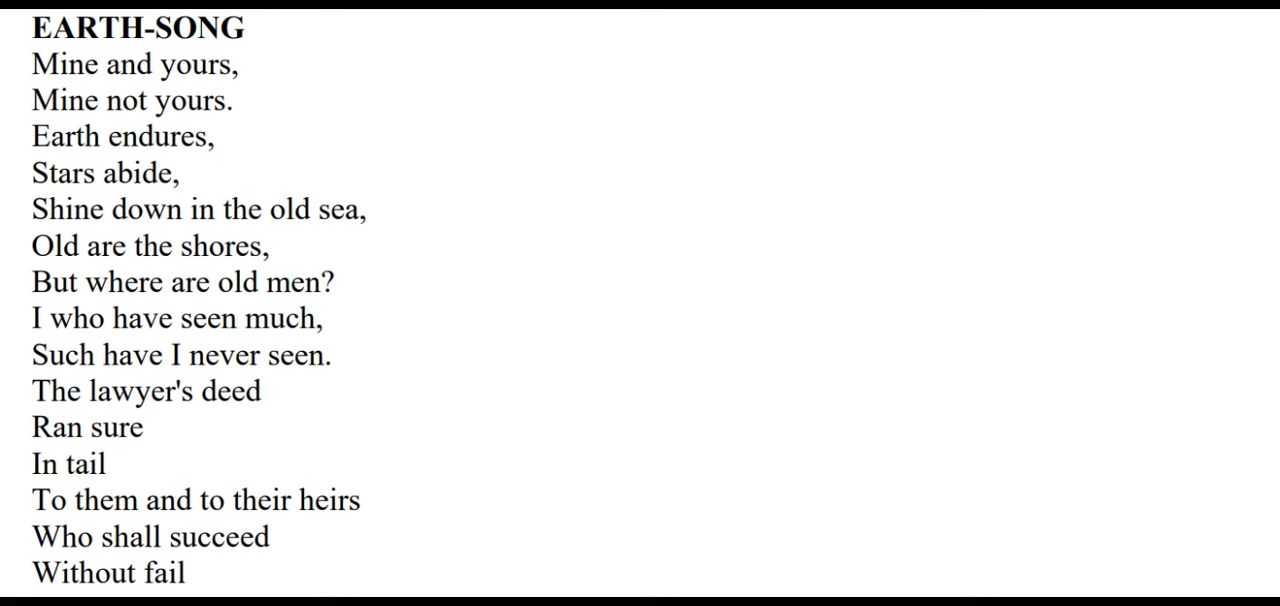 EARTH-SONG
Mine and yours,
Mine not yours.
Earth endures,
Stars abide,
Shine down in the old sea,
Old are the shores,
But where are old men?
I who have seen much,
Such have I never seen.
The lawyer's deed
Ran sure
In tail
To them and to their heirs
Who shall succeed
Without fail